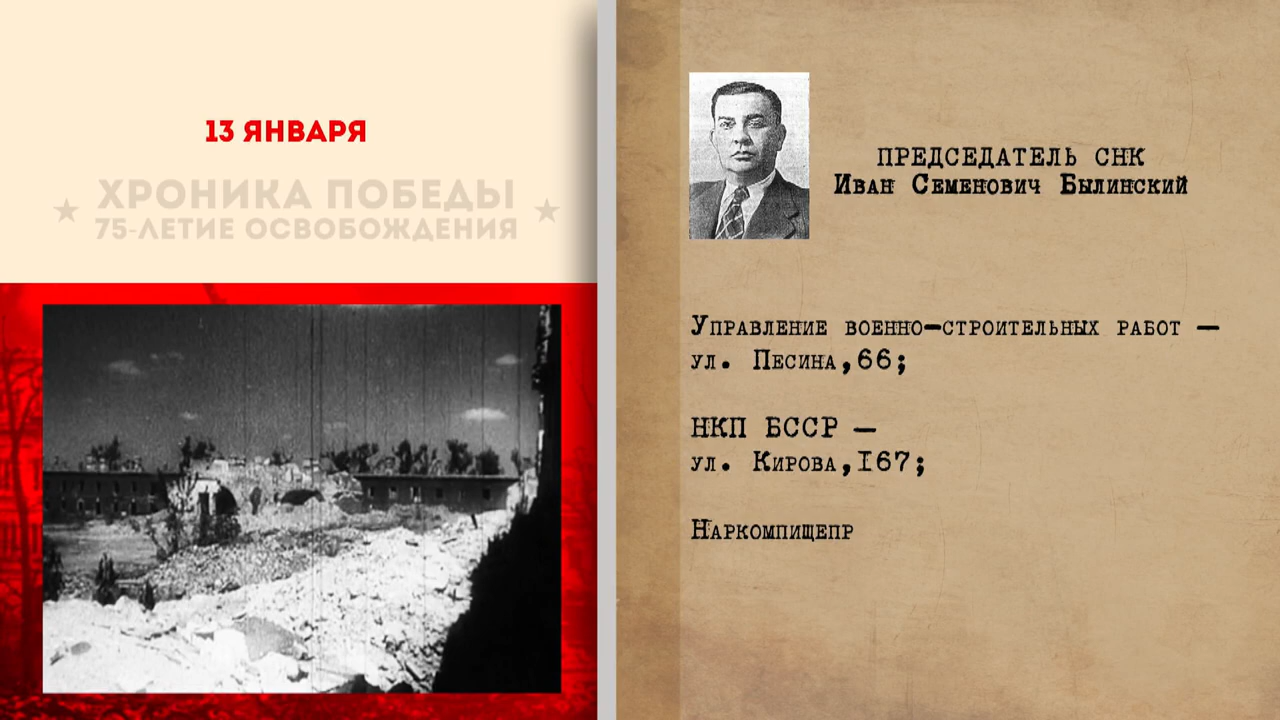 13 ЯНВАРЯ
ХРОНИКА ПОБЕДЫ
75-ЛЕТИЕ ОСВОБОЖДЕНИЯ
ПРЕДСЕДАТЕЛЬ СНК
Иван Семенович Былинский
Управление военно-строительных работ —
ул. Песина,66;
НКП БССР —
ул. Кирова,167;
Наркомпищепр